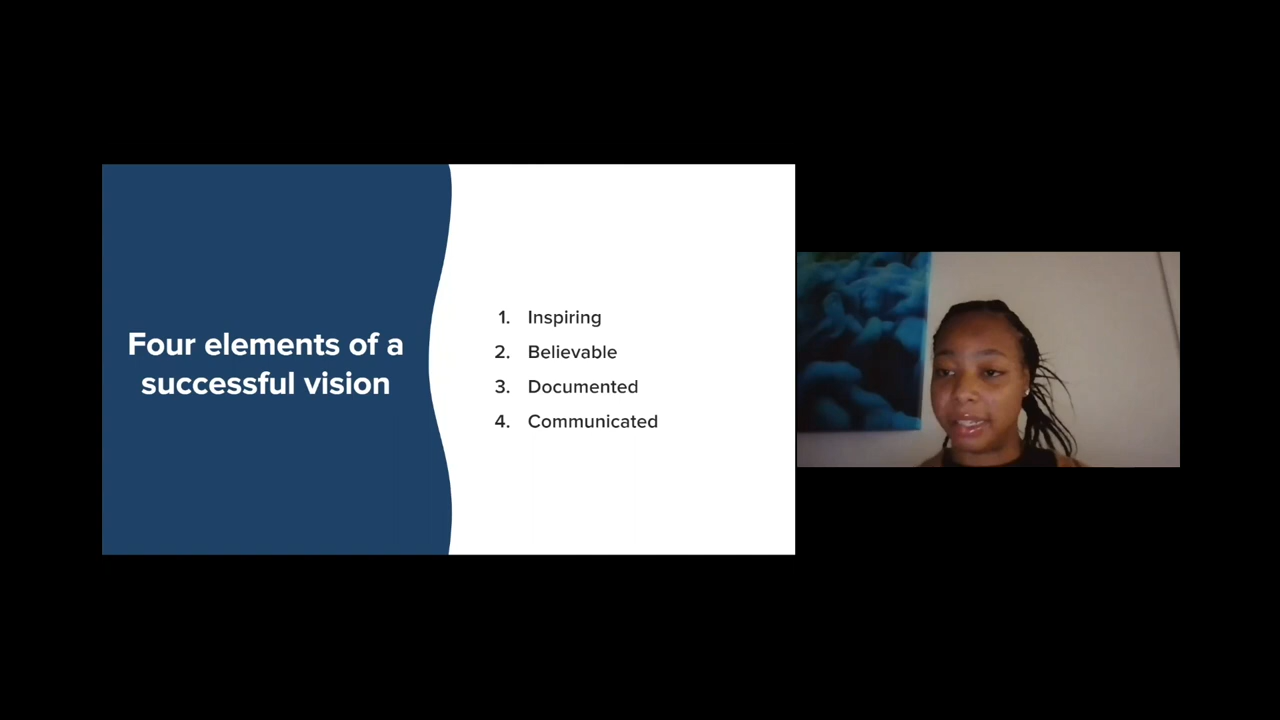 Four elements of a
successful vision
1. Inspiring
2. Believable
3. Documented
4. Communicated